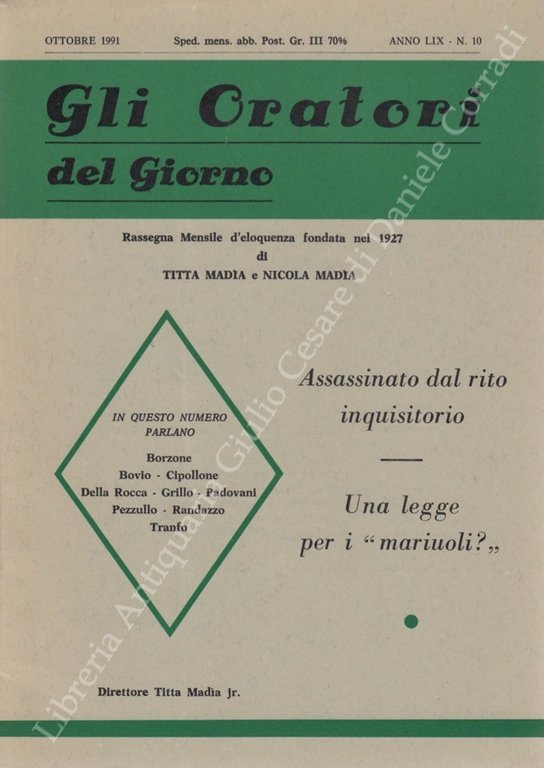 OTTOBRE 1991 Sped. mens. abb. Post. Gr. III 70% ANNO LIX - N. 10
Gli Oratori
del Giorno
Rassegna Mensile d'eloquenza fondata nel 1927
di
TITTA MADÌA e NICOLA MADÌA
Assassinato dal rito
inquisitorio
IN QUESTO NUMERO
PARLANO
Borzone
Bovio - Cipollone
Della Rocca - Grillo - Padovani
Pezzullo - Randazzo
Tranfo
Una legge
per i “mariuoli?„
Direttore Titta Madìa jr.
Libreria Antiquaria Giulio Cesare di Daniele Corradi